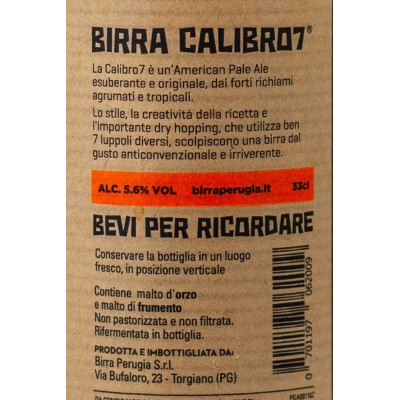 BIRRA CALIBRO7®
La Calibro7 è un'American Pale Ale
esuberante e originale, dai forti richiami
agrumati e tropicali.
Lo stile, la creatività della ricetta e
l'importante dry hopping, che utilizza ben
7 luppoli diversi, scolpiscono una birra dal
gusto anticonvenzionale e irriverente.
ALC. 5.6% VOL birraperugia.it 33cl
BEVI PER RICORDARE
Conservare la bottiglia in un luogo
fresco, in posizione verticale
Contiene malto d'orzo
e malto di frumento
Non pastorizzata e non filtrata.
Rifermentata in bottiglia.
PRODOTTA E IMBOTTIGLIATA DA:
Birra Perugia S.r.l.
Via Bufaloro, 23 - Torgiano (PG)
0 701197 062009